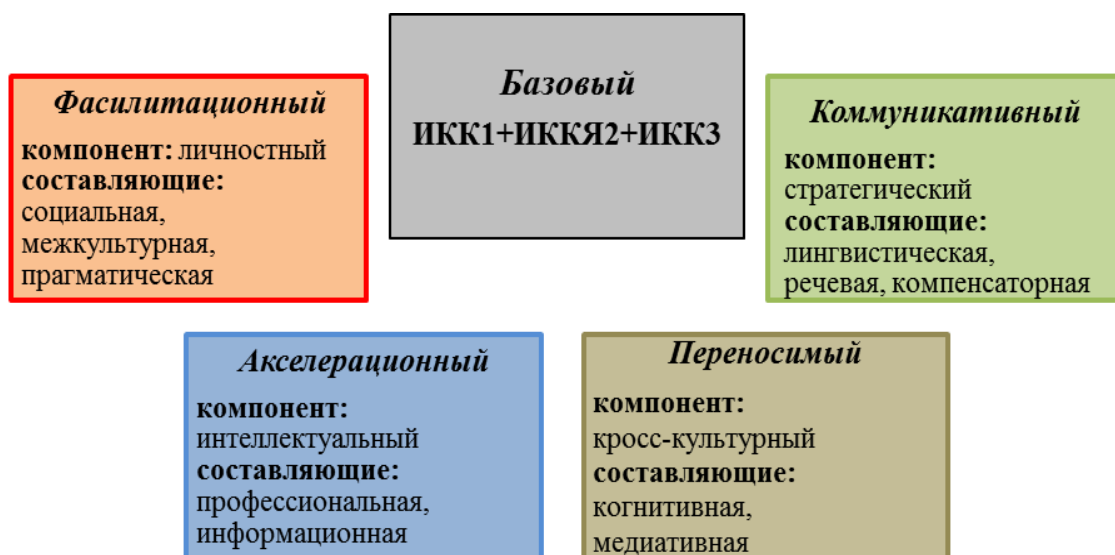 Базовый
ИКК1+ИККЯ2+ИКК3
Фасилитационный
компонент: личностный
составляющие:
социальная,
межкультурная,
прагматическая
Коммуникативный
компонент:
стратегический
составляющие:
лингвистическая,
речевая, компенсаторная
Акселерационный
компонент:
интеллектуальный
составляющие:
профессиональная,
информационная
Переносимый
компонент:
кросс-культурный
составляющие:
когнитивная,
медиативная